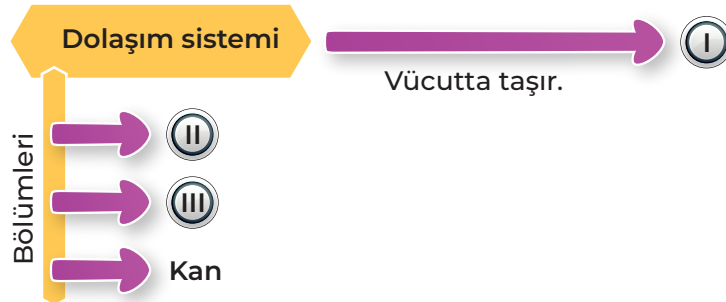 Dolaşım sistemi
I
Vücutta taşır.
Bölümleri
II
III
Kan